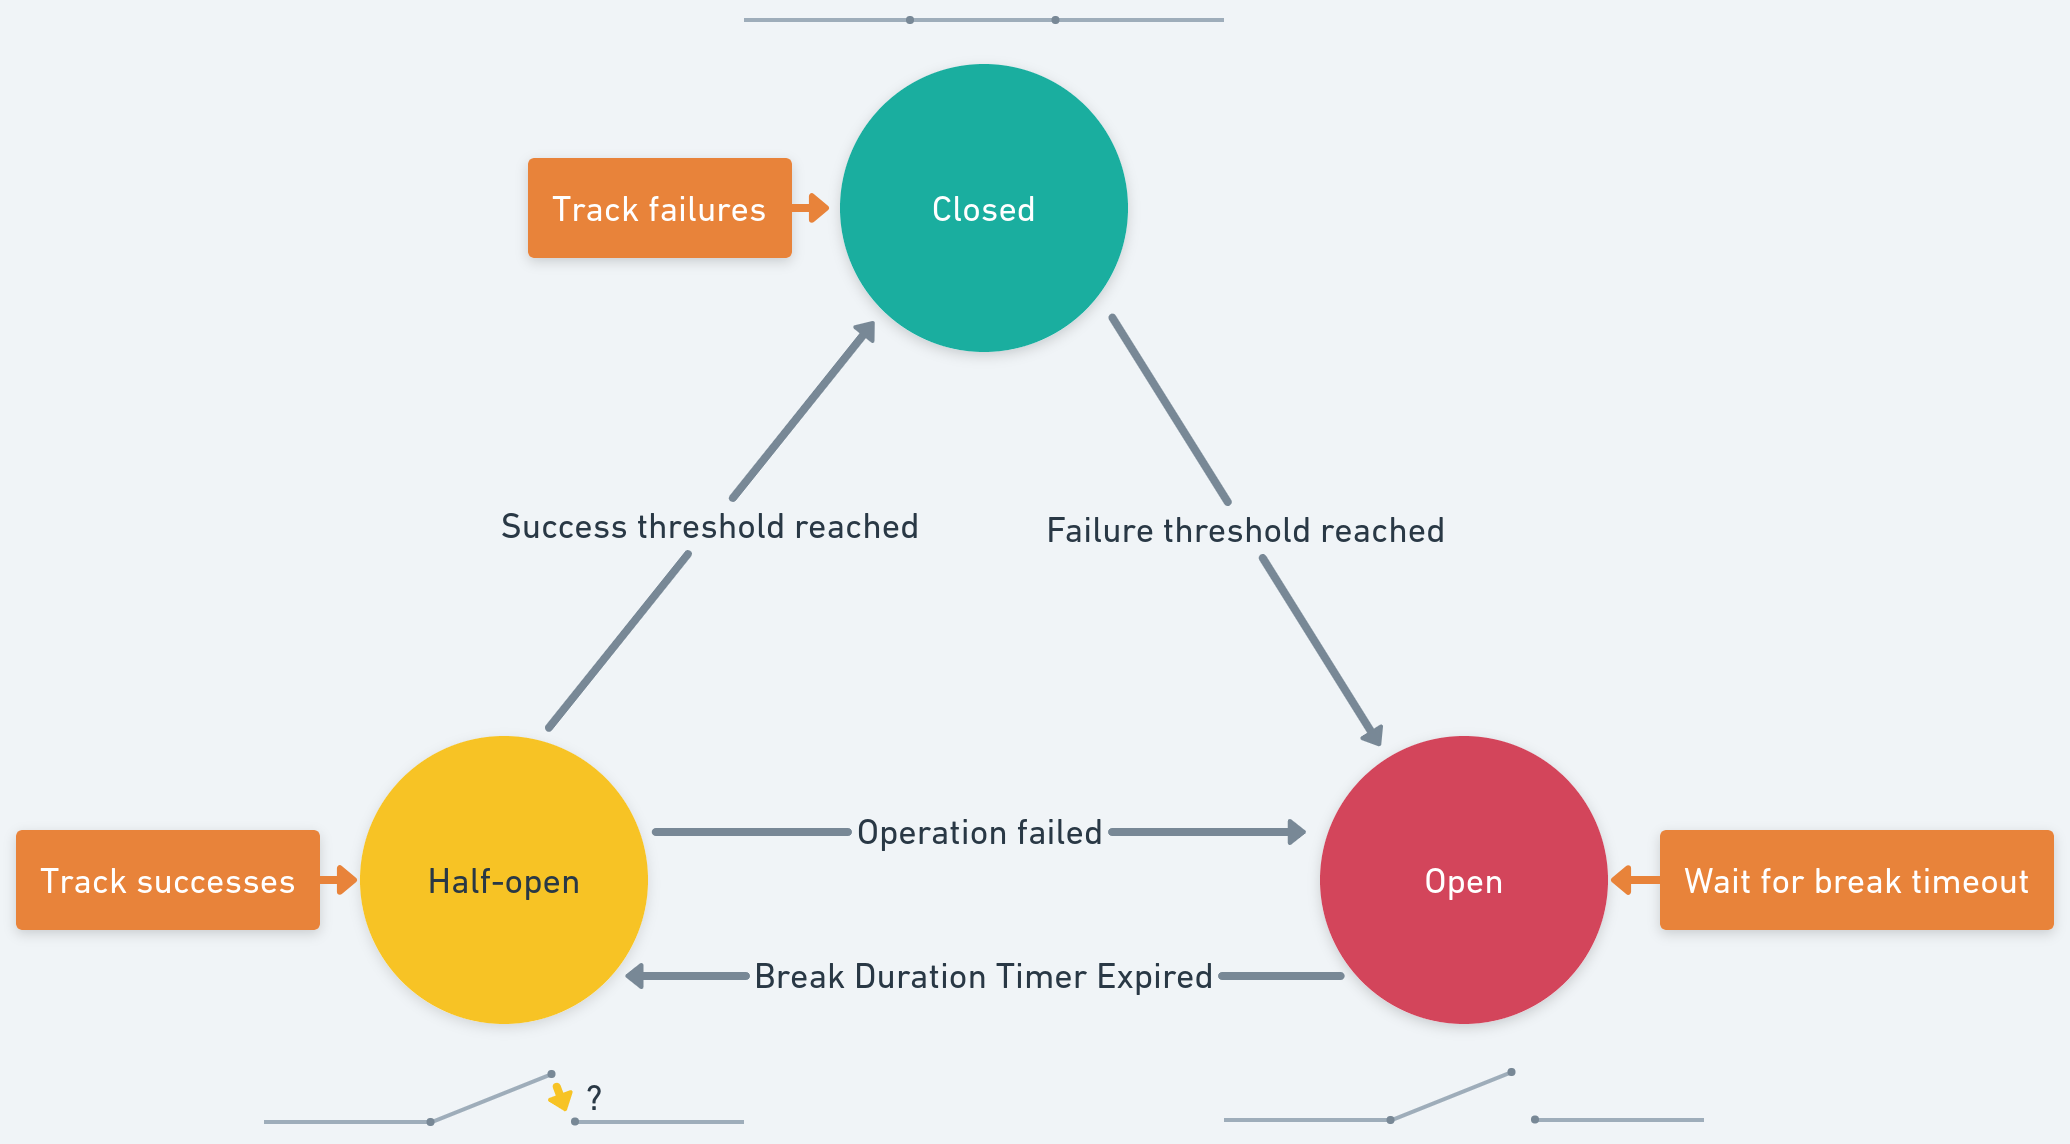 Track failures
Closed
Success threshold reached
Failure threshold reached
Operation failed
Track successes
Half-open
Open
Wait for break timeout
Break Duration Timer Expired
?